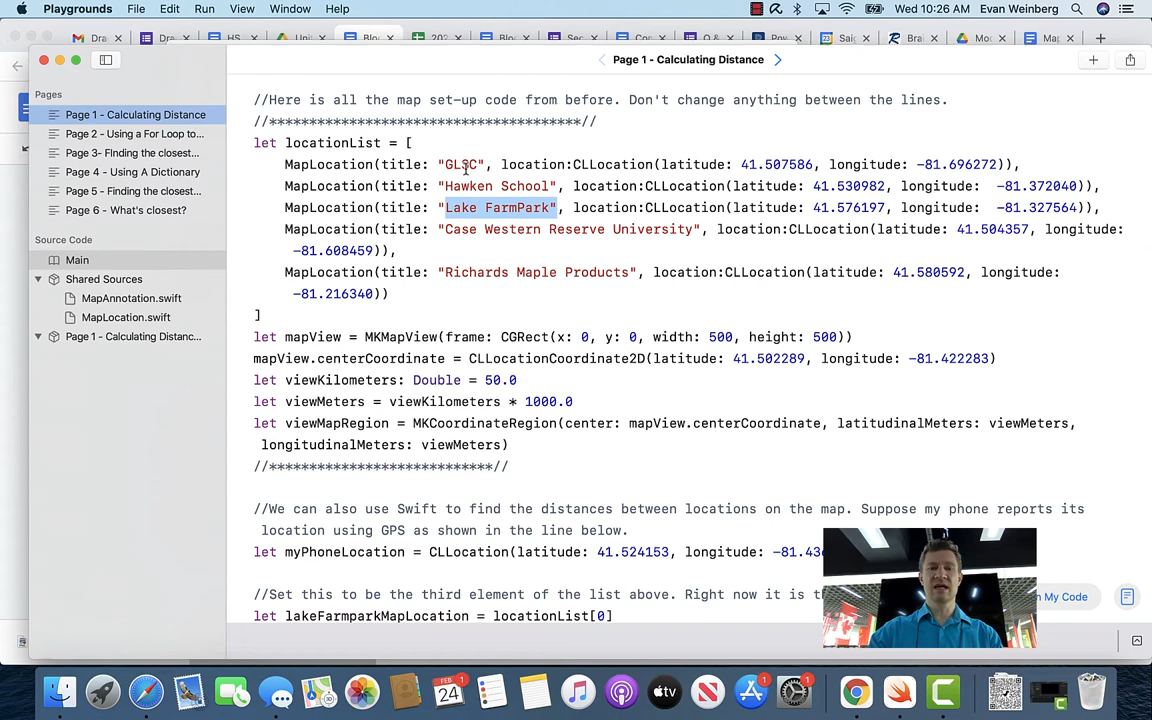 Playgrounds File Edit Run View Window Help Wed 10:26 AM Evan Weinberg
Page 1 - Calculating Distance
Pages
Page 1 - Calculating Distance
Page 2 - Using a For Loop to...
Page 3- FInding the closest...
Page 4 - Using A Dictionary
Page 5 - Finding the closest...
Page 6 - What's closest?
Source Code
Main
Shared Sources
MapAnnotation.swift
MapLocation.swift
Page 1 - Calculating Distanc...
//Here is all the map set-up code from before. Don't change anything between the lines.
//***************************************//
let locationList = [
MapLocation(title: "GLSC", location:CLLocation(latitude: 41.507586, longitude: -81.696272)),
MapLocation(title: "Hawken School", location:CLLocation(latitude: 41.530982, longitude: -81.372040)),
MapLocation(title: "Lake FarmPark", location:CLLocation(latitude: 41.576197, longitude: -81.327564)),
MapLocation(title: "Case Western Reserve University", location:CLLocation(latitude: 41.504357, longitude:
-81.608459)),
MapLocation(title: "Richards Maple Products", location:CLLocation(latitude: 41.580592, longitude:
-81.216340))
]
let mapView = MKMapView(frame: CGRect(x: 0, y: 0, width: 500, height: 500))
mapView.centerCoordinate = CLLocationCoordinate2D(latitude: 41.502289, longitude: -81.422283)
let viewKilometers: Double = 50.0
let viewMeters = viewKilometers * 1000.0
let viewMapRegion = MKCoordinateRegion(center: mapView.centerCoordinate, latitudinalMeters: viewMeters,
longitudinalMeters: viewMeters)
//***************************//
//We can also use Swift to find the distances between locations on the map. Suppose my phone reports its
location using GPS as shown in the line below.
let myPhoneLocation = CLLocation(latitude: 41.524153, longitude:
//Set this to be the third element of the list above. Right now it is
My Code
let lakeFarmparkMapLocation = locationList[0]
FEB
24